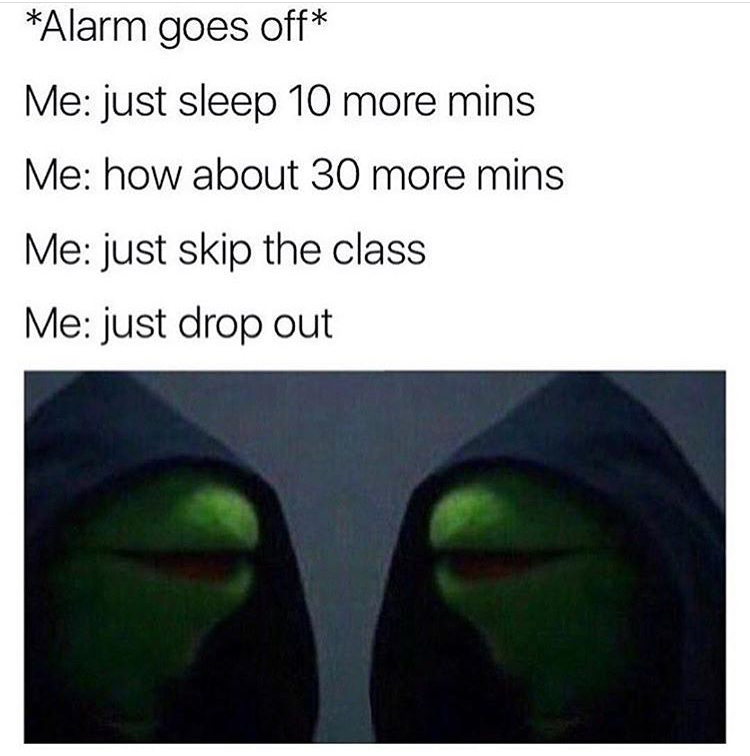 *Alarm goes off*
Me: just sleep 10 more mins
Me: how about 30 more mins
Me: just skip the class
Me: just drop out